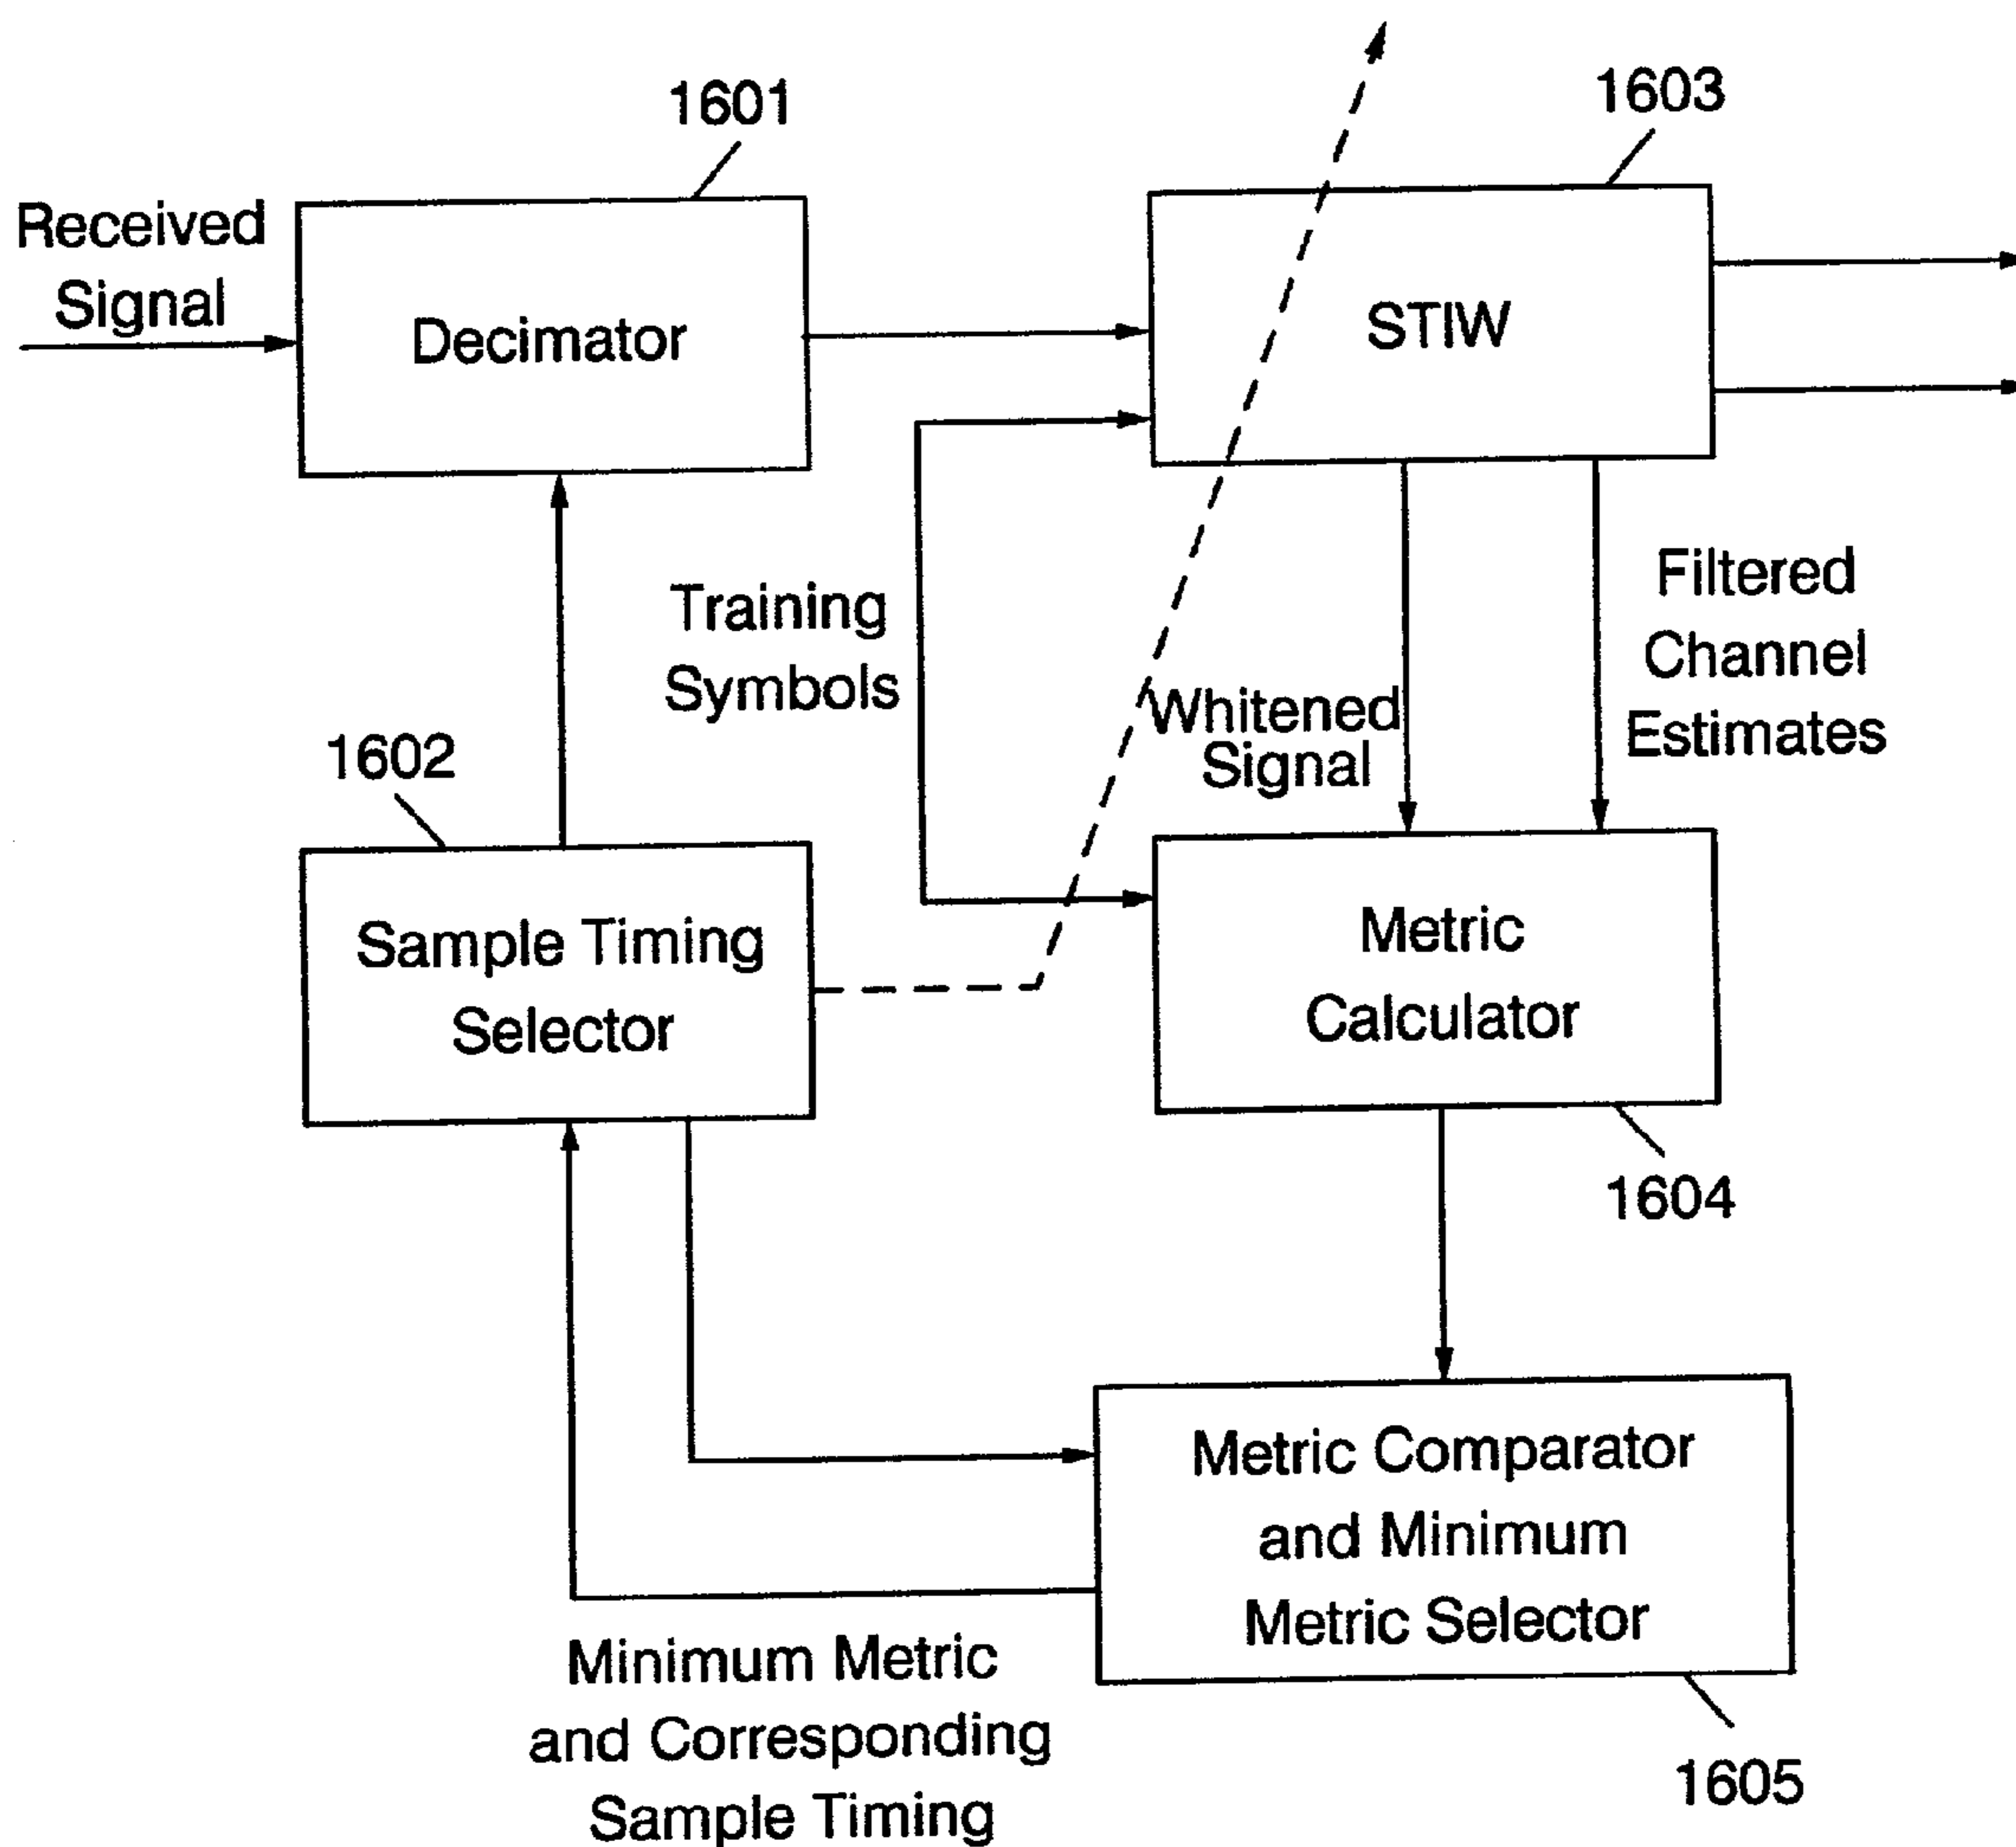 1601
1603
Received
Signal
Decimator
STIW
Training
Symbols
Filtered
Channel
Estimates
Whitened
Signal
1602
Sample Timing
Selector
Metric
Calculator
1604
Metric Comparator
and Minimum
Metric Selector
Minimum Metric
and Corresponding
Sample Timing
1605